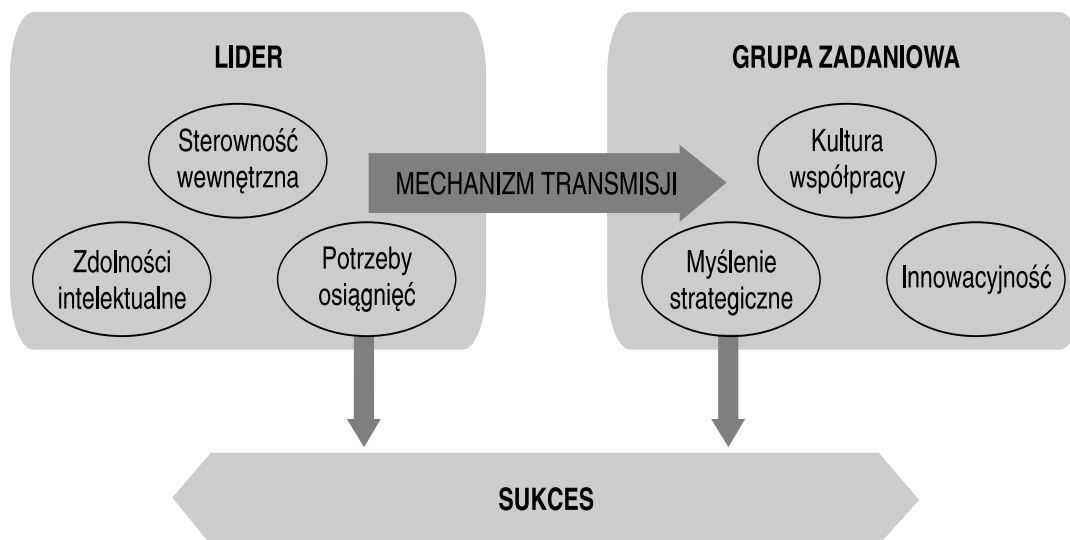 LIDER
Sterowność
wewnętrzna
Zdolności
intelektualne
Potrzeby
osiągnięć
MECHANIZM TRANSMISJI
GRUPA ZADANIOWA
Kultura
współpracy
Myślenie
strategiczne
Innowacyjność
SUKCES